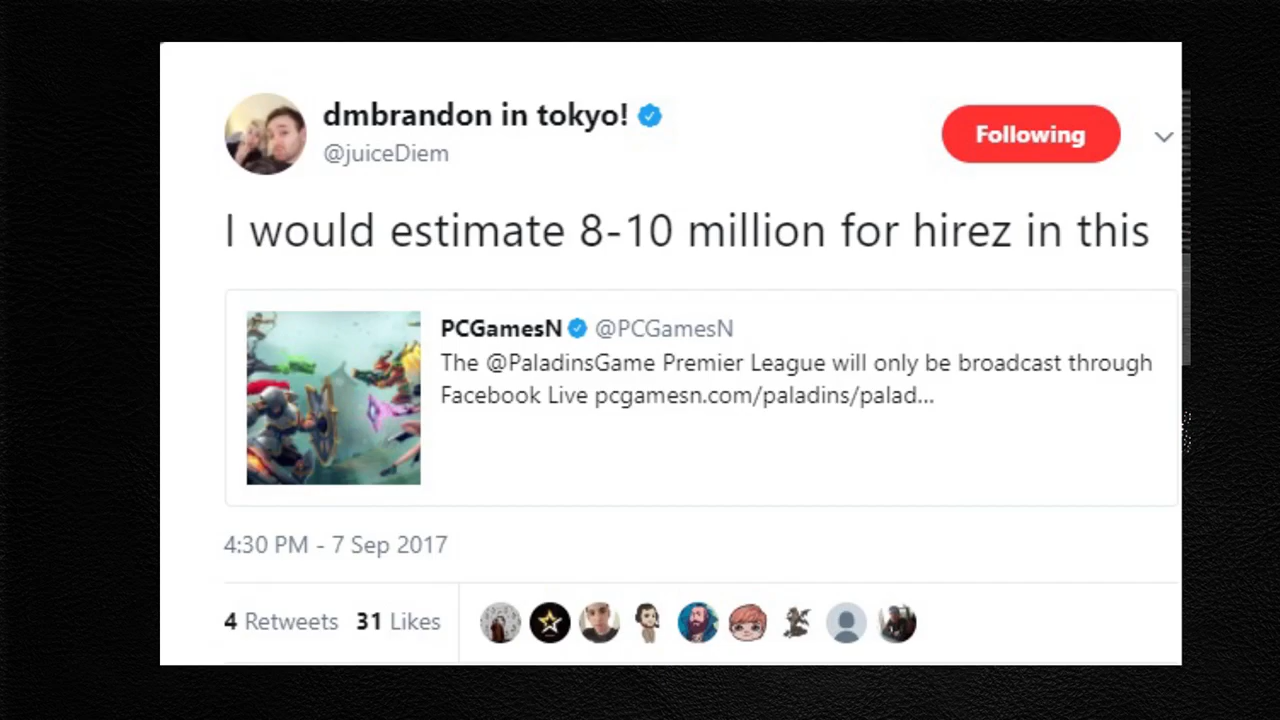 dmbrandon in tokyo!
@juiceDiem
Following
I would estimate 8-10 million for hirez in this
PCGamesN @PCGamesN
The @PaladinsGame Premier League will only be broadcast through
Facebook Live pcgamesn.com/paladins/palad...
4:30 PM - 7 Sep 2017
4 Retweets 31 Likes